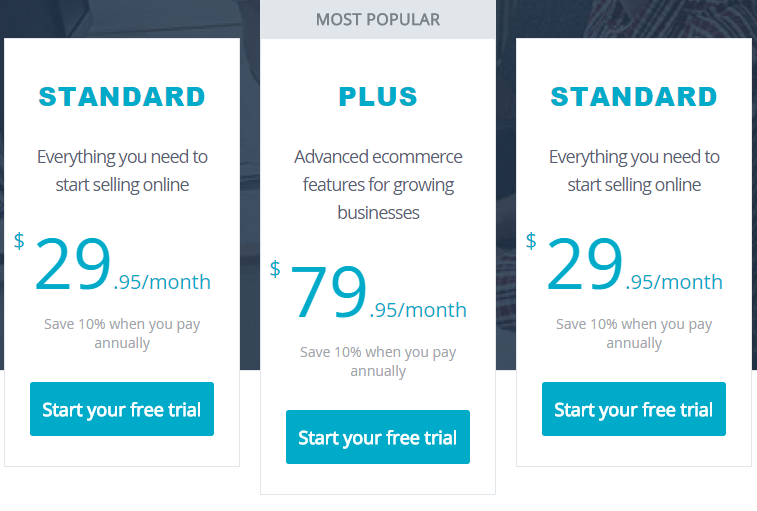 MOST POPULAR
STANDARD
Everything you need to
start selling online
$ 29.95/month
Save 10% when you pay
annually
Start your free trial
PLUS
Advanced ecommerce
features for growing
businesses
$ 79.95/month
Save 10% when you pay
annually
Start your free trial
STANDARD
Everything you need to
start selling online
$ 29.95/month
Save 10% when you pay
annually
Start your free trial